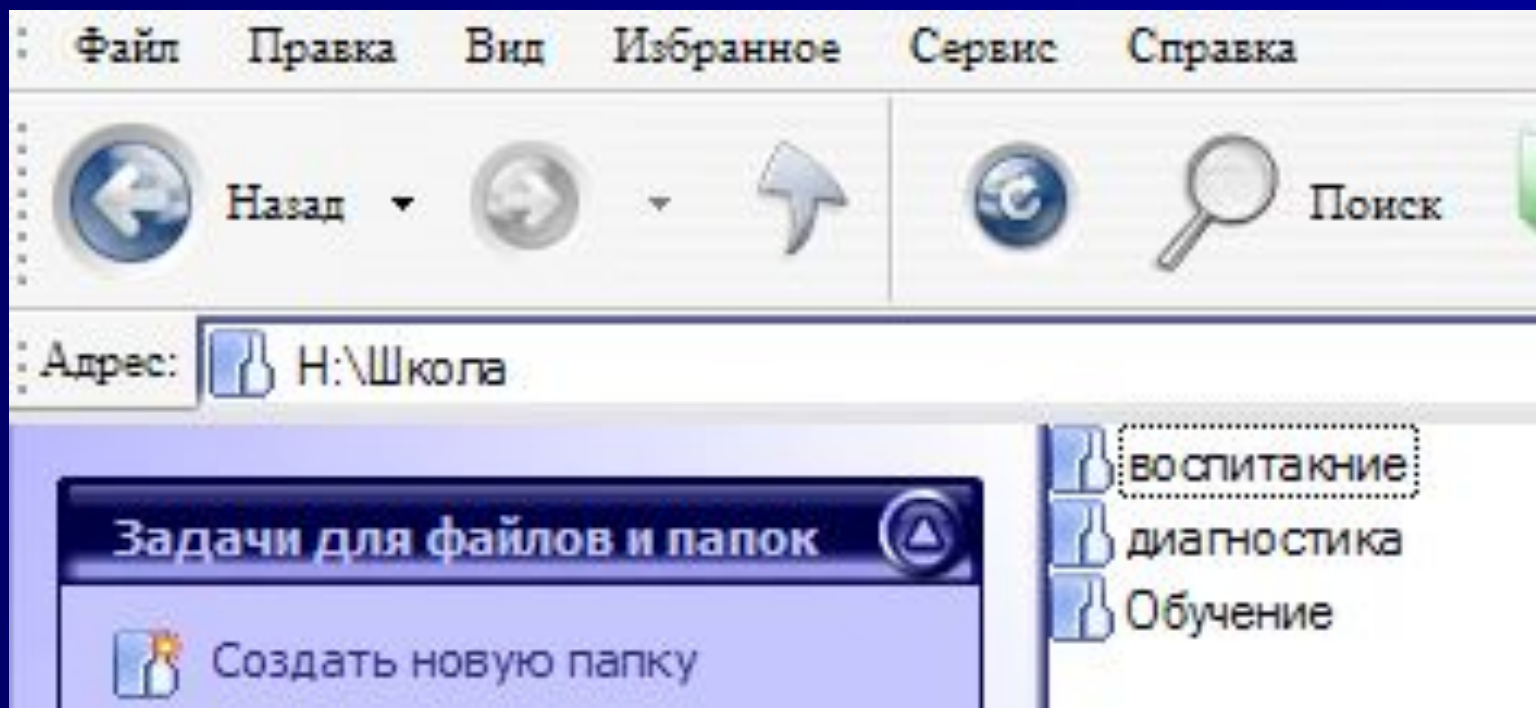 Файл Правка Вид Избранное Сервис Справка
Назад Поиск
Адрес: H:\Школа
Задачи для файлов и папок
Создать новую папку
воспитакние
диагностика
Обучение